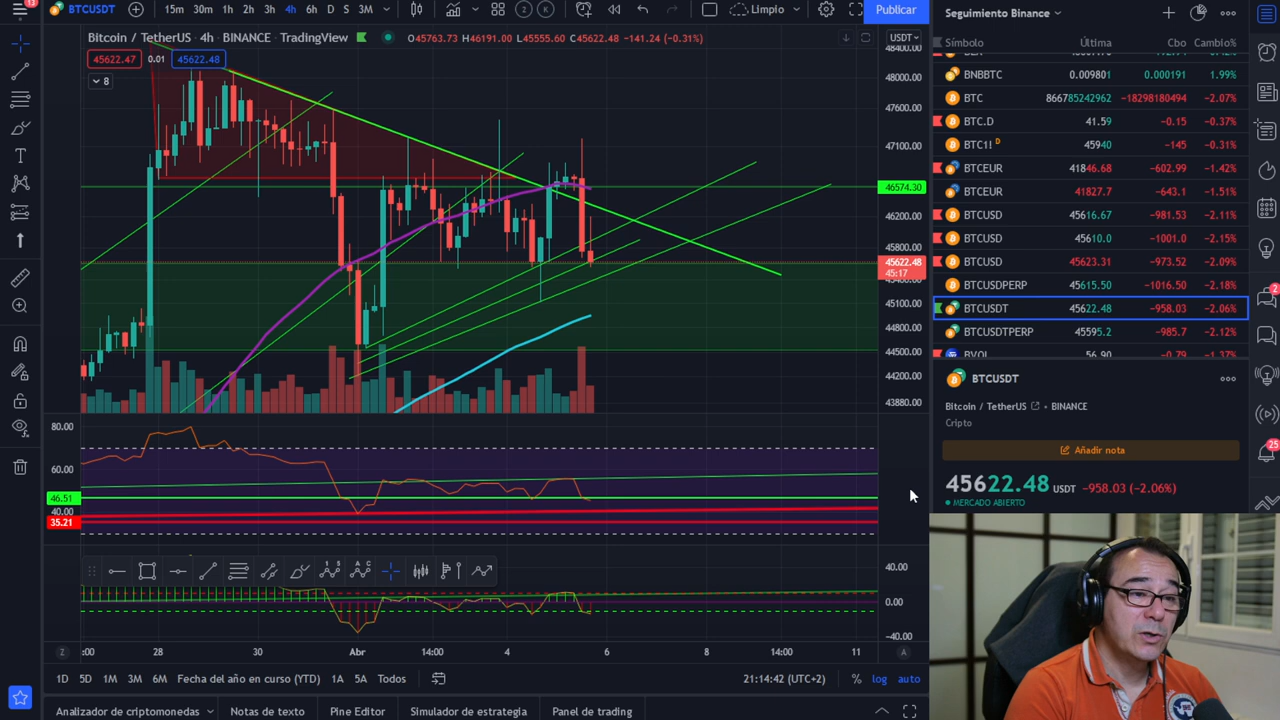 13
BTCUSDT
15m 30m 1h 2h 3h 4h 6h D S 3M
2
K
Limpio
Publicar
Bitcoin / TetherUS · 4h · BINANCE · TradingView
O45763.73 H46191.00 L45555.60 C45622.48 −141.24 (−0.31%)
USDT
45622.47
0.01
45622.48
8
48400.00
48000.00
47600.00
47100.00
46574.30
46200.00
45800.00
45622.48
45:17
45100.00
44800.00
44500.00
44200.00
43880.00
80.00
60.00
46.51
40.00
35.21
40.00
0.00
−40.00
Z
:00
28
30
Abr
14:00
4
6
8
14:00
11
A
1D 5D 1M 3M 6M Fecha del año en curso (YTD) 1A 5A Todos
21:14:42 (UTC+2)
% log auto
Analizador de criptomonedas
Notas de texto
Pine Editor
Simulador de estrategia
Panel de trading
Seguimiento Binance
Símbolo Última Cbo Cambio%
BNBBTC 0.009801 0.000191 1.99%
BTC 866785242962 −18298180494 −2.07%
BTC.D 41.59 −0.15 −0.37%
BTC1! D 45940 −145 −0.31%
BTCEUR 41846.68 −602.99 −1.42%
BTCEUR 41827.7 −643.1 −1.51%
BTCUSD 45616.67 −981.53 −2.11%
BTCUSD 45610.0 −1001.0 −2.15%
BTCUSD 45623.31 −973.52 −2.09%
BTCUSDPERP 45615.50 −1016.50 −2.18%
BTCUSDT 45622.48 −958.03 −2.06%
BTCUSDTPERP 45595.2 −985.7 −2.12%
BVOL 56.90 −0.79 −1.37%
BTCUSDT
Bitcoin / TetherUS • BINANCE
Cripto
Añadir nota
45622.48 USDT −958.03 (−2.06%)
MERCADO ABIERTO
2
25